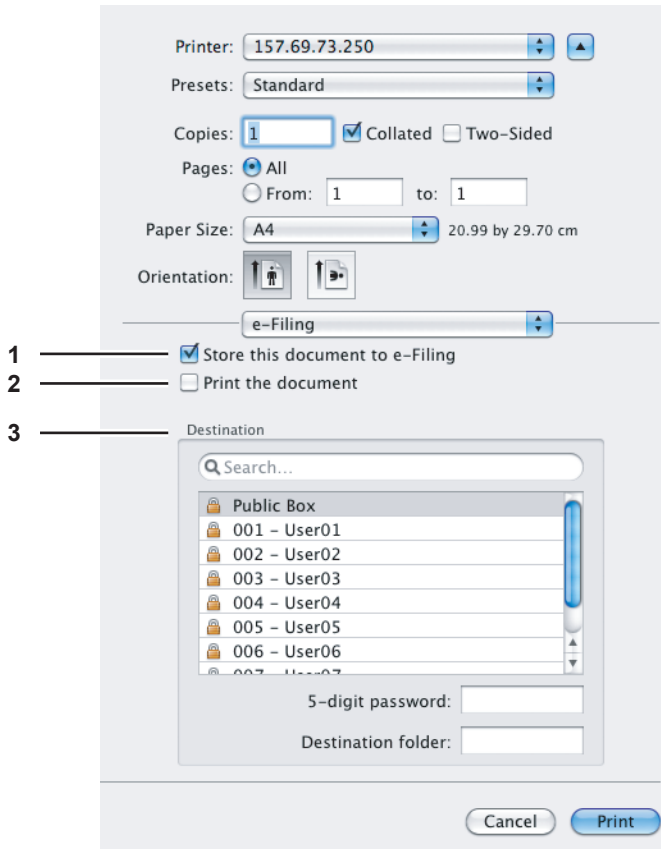 Printer: 157.69.73.250
Presets: Standard
Copies: 1 Collated Two-Sided
Pages: All
From: 1 to: 1
Paper Size: A4 20.99 by 29.70 cm
Orientation:
e-Filing
1 Store this document to e-Filing
2 Print the document
3 Destination
Search...
Public Box
001 – User01
002 – User02
003 – User03
004 – User04
005 – User05
006 – User06
007 – User07
5-digit password:
Destination folder:
Cancel Print